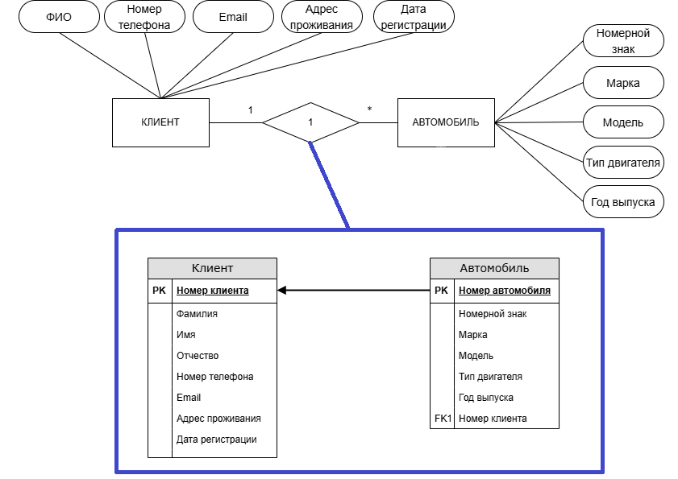 ФИО
Номер
телефона
Email
Адрес
проживания
Дата
регистрации
КЛИЕНТ
1
1
*
АВТОМОБИЛЬ
Номерной
знак
Марка
Модель
Тип двигателя
Год выпуска
Клиент
PK Номер клиента
Фамилия
Имя
Отчество
Номер телефона
Email
Адрес проживания
Дата регистрации
Автомобиль
PK Номер автомобиля
Номерной знак
Марка
Модель
Тип двигателя
Год выпуска
FK1 Номер клиента